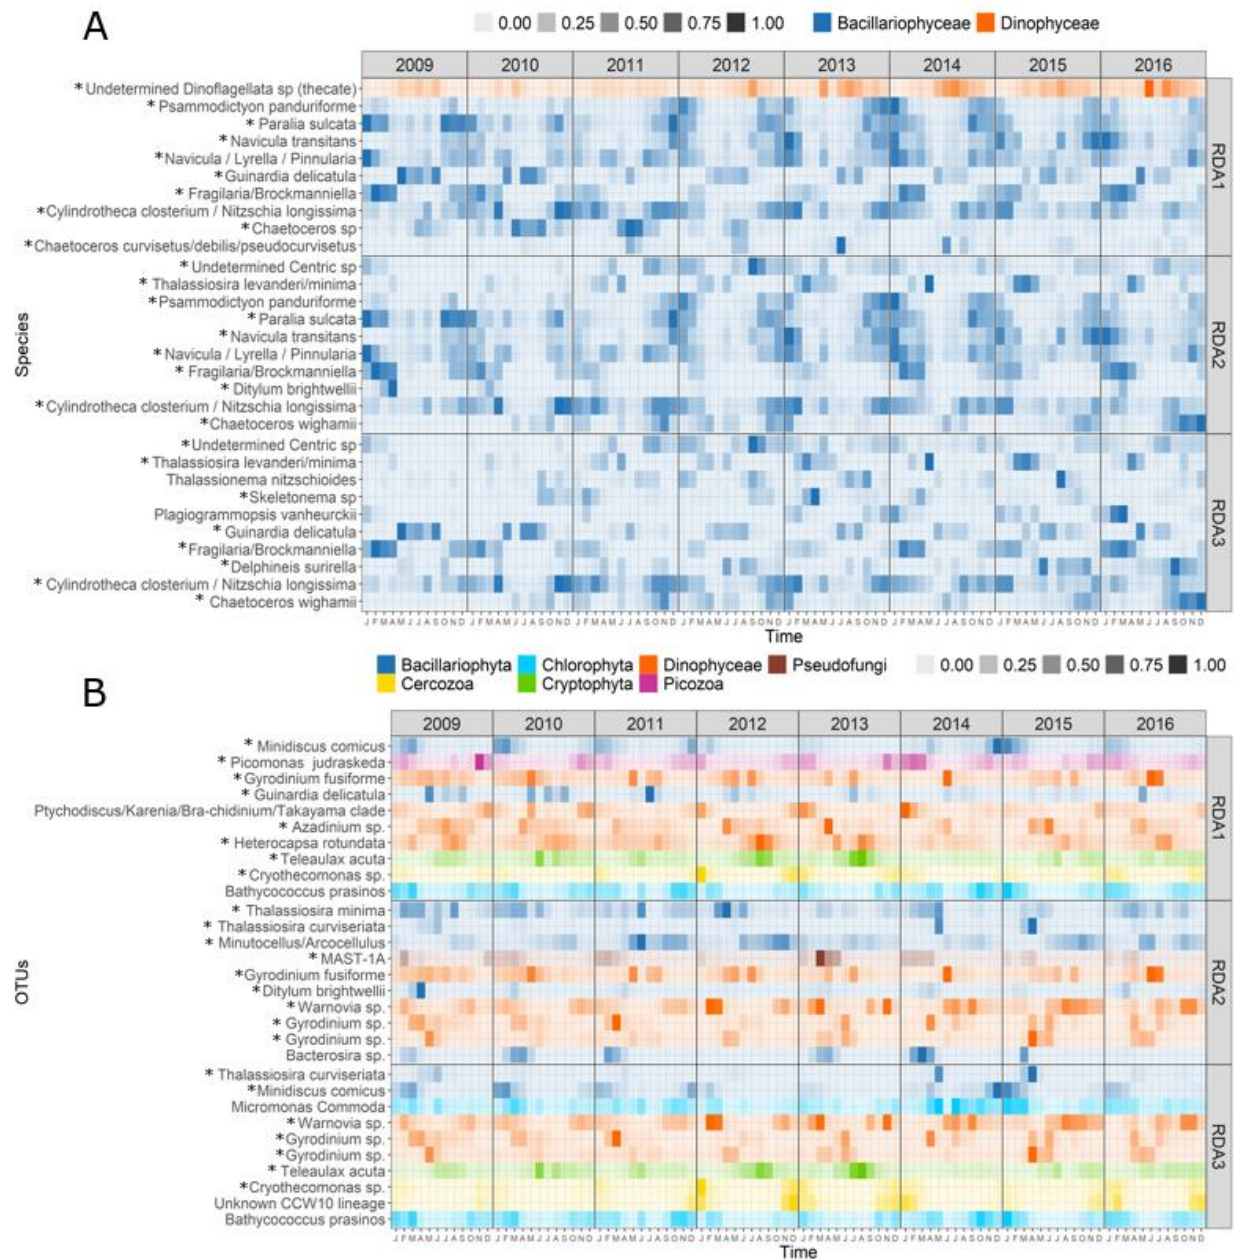 A
0.00 0.25 0.50 0.75 1.00 Bacillariophyceae Dinophyceae
2009 2010 2011 2012 2013 2014 2015 2016
* Undetermined Dinoflagellata sp (thecate)
* Psammodictyon panduriforme
* Paralia sulcata
* Navicula transitans
* Navicula / Lyrella / Pinnularia
* Guinardia delicatula
* Fragilaria/Brockmanniella
*Cylindrotheca closterium / Nitzschia longissima
* Chaetoceros sp
* Chaetoceros curvisetus/debilis/pseudocurvisetus
RDA1
* Undetermined Centric sp
* Thalassiosira levanderi/minima
* Psammodictyon panduriforme
* Paralia sulcata
* Navicula transitans
* Navicula / Lyrella / Pinnularia
* Fragilaria/Brockmanniella
* Ditylum brightwellii
* Cylindrotheca closterium / Nitzschia longissima
* Chaetoceros wighamii
RDA2
* Undetermined Centric sp
* Thalassiosira levanderi/minima
Thalassionema nitzschioides
* Skeletonema sp
Plagiogrammopsis vanheurckii
* Guinardia delicatula
* Fragilaria/Brockmanniella
* Delphineis surirella
* Cylindrotheca closterium / Nitzschia longissima
* Chaetoceros wighamii
RDA3
Species
J F M A M J J A S O N D J F M A M J J A S O N D J F M A M J J A S O N D J F M A M J J A S O N D J F M A M J J A S O N D J F M A M J J A S O N D J F M A M J J A S O N D J F M A M J J A S O N D
Time
B
Bacillariophyta Chlorophyta Dinophyceae Pseudofungi 0.00 0.25 0.50 0.75 1.00
Cercozoa Cryptophyta Picozoa
2009 2010 2011 2012 2013 2014 2015 2016
* Minidiscus comicus
* Picomonas judraskeda
* Gyrodinium fusiforme
* Guinardia delicatula
Ptychodiscus/Karenia/Bra-chidinium/Takayama clade
* Azadinium sp.
* Heterocapsa rotundata
* Teleaulax acuta
* Cryothecomonas sp.
Bathycoccus prasinos
RDA1
* Thalassiosira minima
* Thalassiosira curviseriata
* Minutocellus/Arcocellulus
* MAST-1A
*Gyrodinium fusiforme
* Ditylum brightwellii
* Warnovia sp.
* Gyrodinium sp.
* Gyrodinium sp.
Bacterosira sp.
RDA2
* Thalassiosira curviseriata
*Minidiscus comicus
Micromonas Commoda
* Warnovia sp.
*Gyrodinium sp.
*Gyrodinium sp.
* Teleaulax acuta
*Cryothecomonas sp.
Unknown CCW10 lineage
Bathycoccus prasinos
RDA3
OTUs
J F M A M J J A S O N D J F M A M J J A S O N D J F M A M J J A S O N D J F M A M J J A S O N D J F M A M J J A S O N D J F M A M J J A S O N D J F M A M J J A S O N D J F M A M J J A S O N D
Time